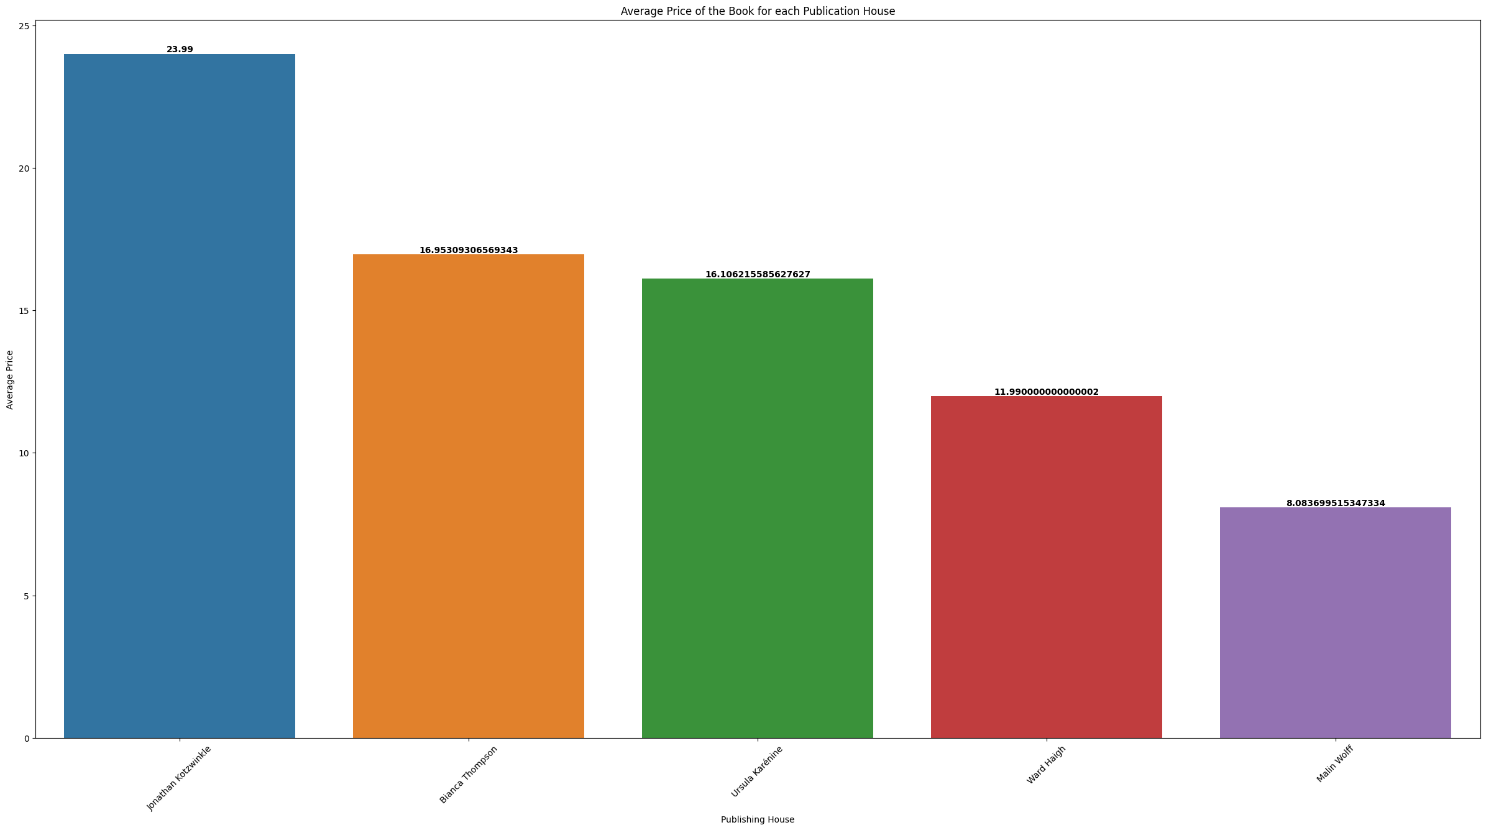 Average Price of the Book for each Publication House
25
20
15
10
5
0
Average Price
23.99
16.95309306569343
16.106215585627627
11.990000000000002
8.083699515347334
Jonathan Kotzwinkle
Bianca Thompson
Ursula Karénine
Ward Haigh
Malin Wolff
Publishing House